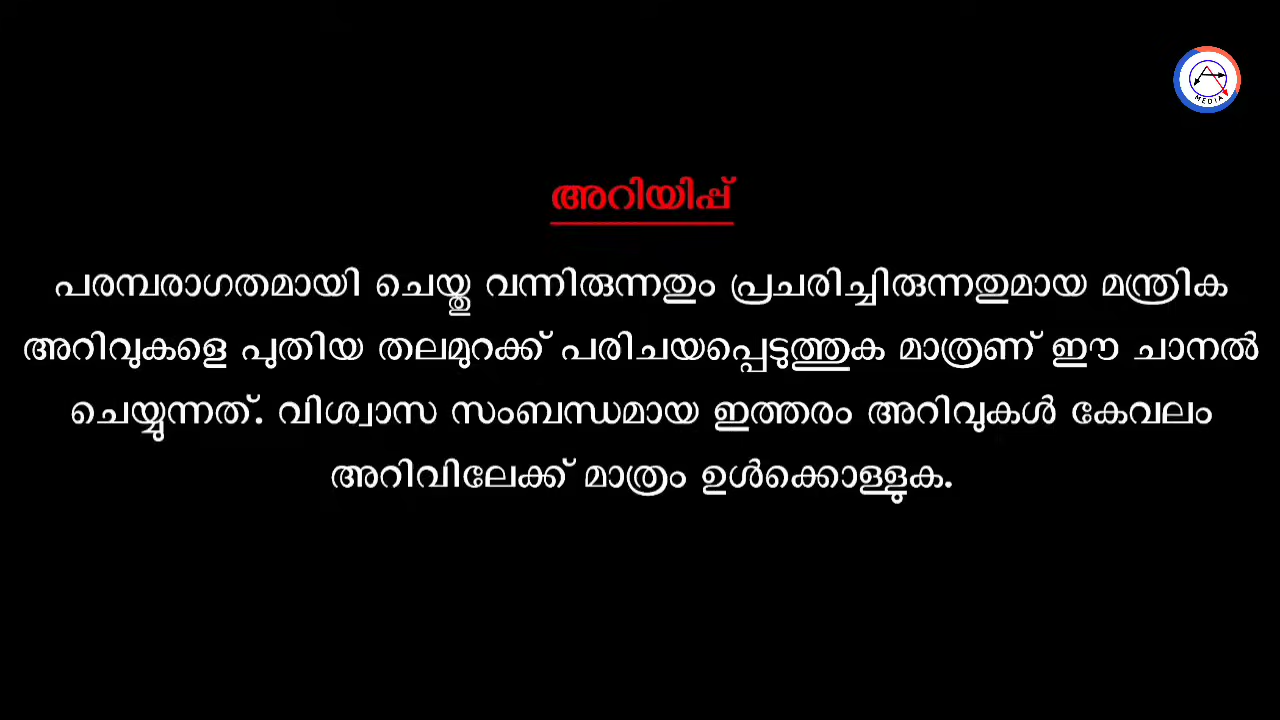 MEDIA
അറിയിപ്പ്
പരമ്പരാഗതമായി ചെയ്തു വന്നിരുന്നതും പ്രചരിച്ചിരുന്നതുമായ മന്ത്രിക
അറിവുകളെ പുതിയ തലമുറക്ക് പരിചയപ്പെടുത്തുക മാത്രണ് ഈ ചാനൽ
ചെയ്യുന്നത്. വിശ്വാസ സംബന്ധമായ ഇത്തരം അറിവുകൾ കേവലം
അറിവിലേക്ക് മാത്രം ഉൾക്കൊള്ളുക.